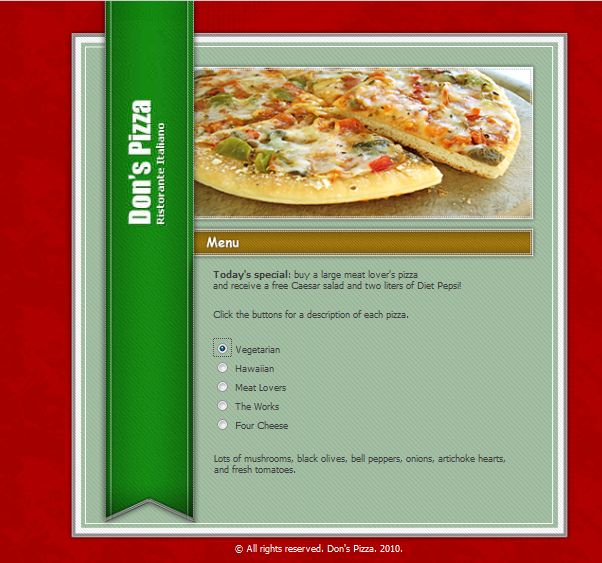 Don's Pizza
Ristorante Italiano
Menu
Today's special: buy a large meat lover's pizza
and receive a free Caesar salad and two liters of Diet Pepsi!
Click the buttons for a description of each pizza.
Vegetarian
Hawaiian
Meat Lovers
The Works
Four Cheese
Lots of mushrooms, black olives, bell peppers, onions, artichoke hearts,
and fresh tomatoes.
© All rights reserved. Don's Pizza. 2010.